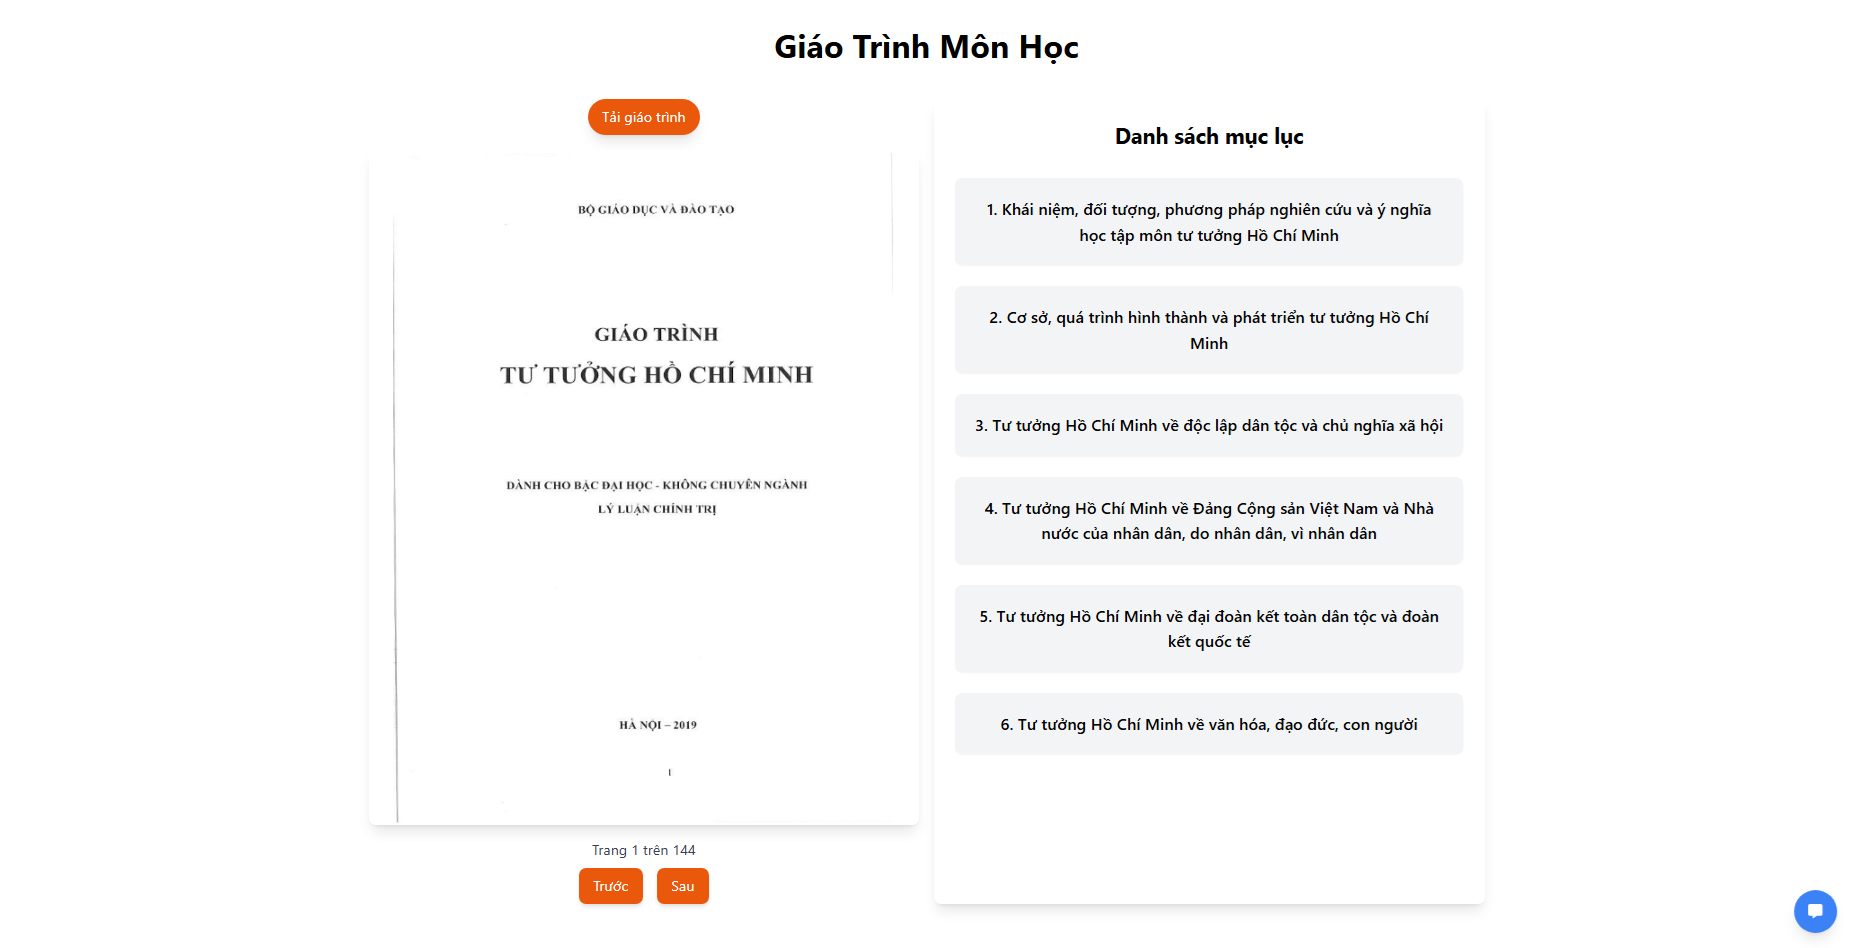 Giáo Trình Môn Học
Tải giáo trình
BỘ GIÁO DỤC VÀ ĐÀO TẠO
GIÁO TRÌNH
TƯ TƯỞNG HỒ CHÍ MINH
DÀNH CHO BẬC ĐẠI HỌC - KHÔNG CHUYÊN NGÀNH
LÝ LUẬN CHÍNH TRỊ
HÀ NỘI – 2019
1
Trang 1 trên 144
Trước
Sau
Danh sách mục lục
1. Khái niệm, đối tượng, phương pháp nghiên cứu và ý nghĩa
học tập môn tư tưởng Hồ Chí Minh
2. Cơ sở, quá trình hình thành và phát triển tư tưởng Hồ Chí
Minh
3. Tư tưởng Hồ Chí Minh về độc lập dân tộc và chủ nghĩa xã hội
4. Tư tưởng Hồ Chí Minh về Đảng Cộng sản Việt Nam và Nhà
nước của nhân dân, do nhân dân, vì nhân dân
5. Tư tưởng Hồ Chí Minh về đại đoàn kết toàn dân tộc và đoàn
kết quốc tế
6. Tư tưởng Hồ Chí Minh về văn hóa, đạo đức, con người